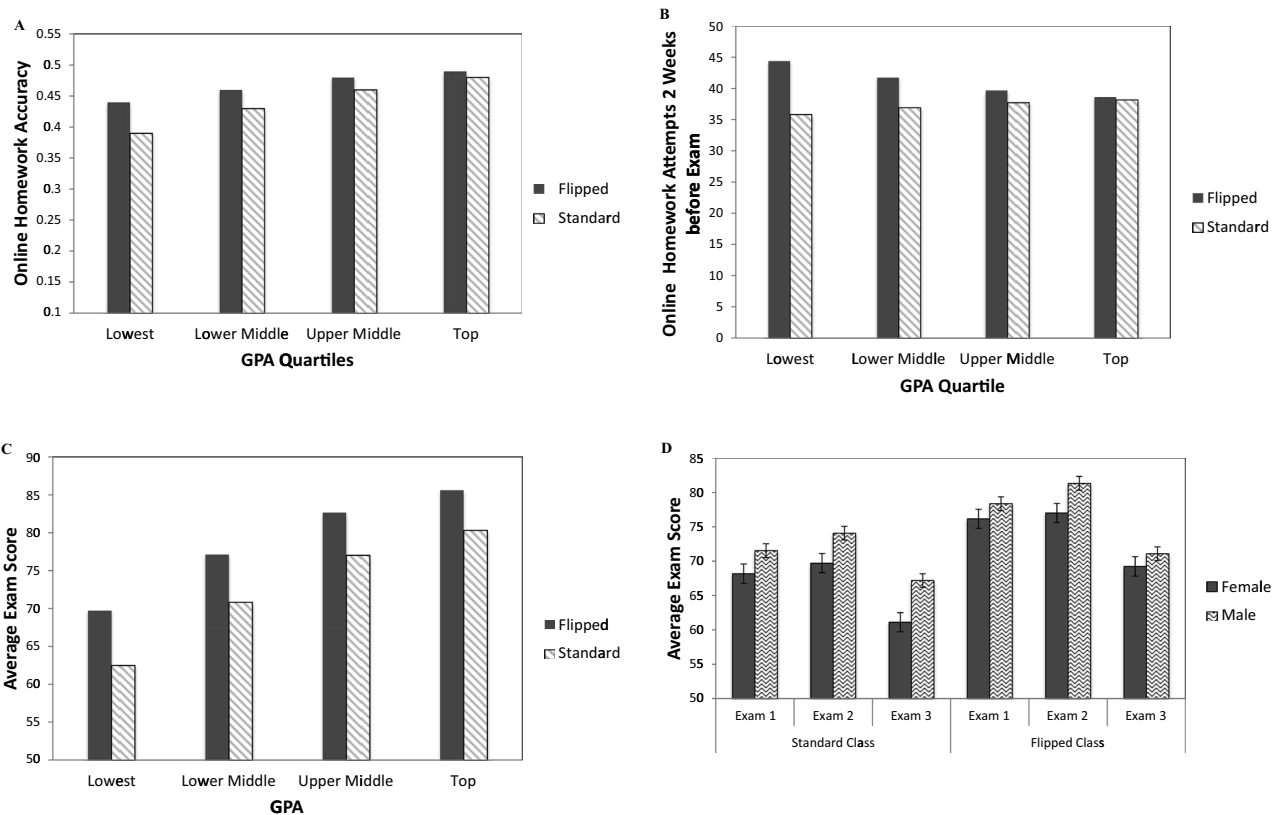 A
0.55
0.5
0.45
0.4
0.35
0.3
0.25
0.2
0.15
0.1
Online Homework Accuracy
Lowest Lower Middle Upper Middle Top
GPA Quartiles
Flipped
Standard
B
50
45
40
35
30
25
20
15
10
5
0
Online Homework Attempts 2 Weeks
before Exam
Lowest Lower Middle Upper Middle Top
GPA Quartile
Flipped
Standard
C
90
85
80
75
70
65
60
55
50
Average Exam Score
Lowest Lower Middle Upper Middle Top
GPA
Flipped
Standard
D
85
80
75
70
65
60
55
50
Average Exam Score
Exam 1 Exam 2 Exam 3 Exam 1 Exam 2 Exam 3
Standard Class Flipped Class
Female
Male